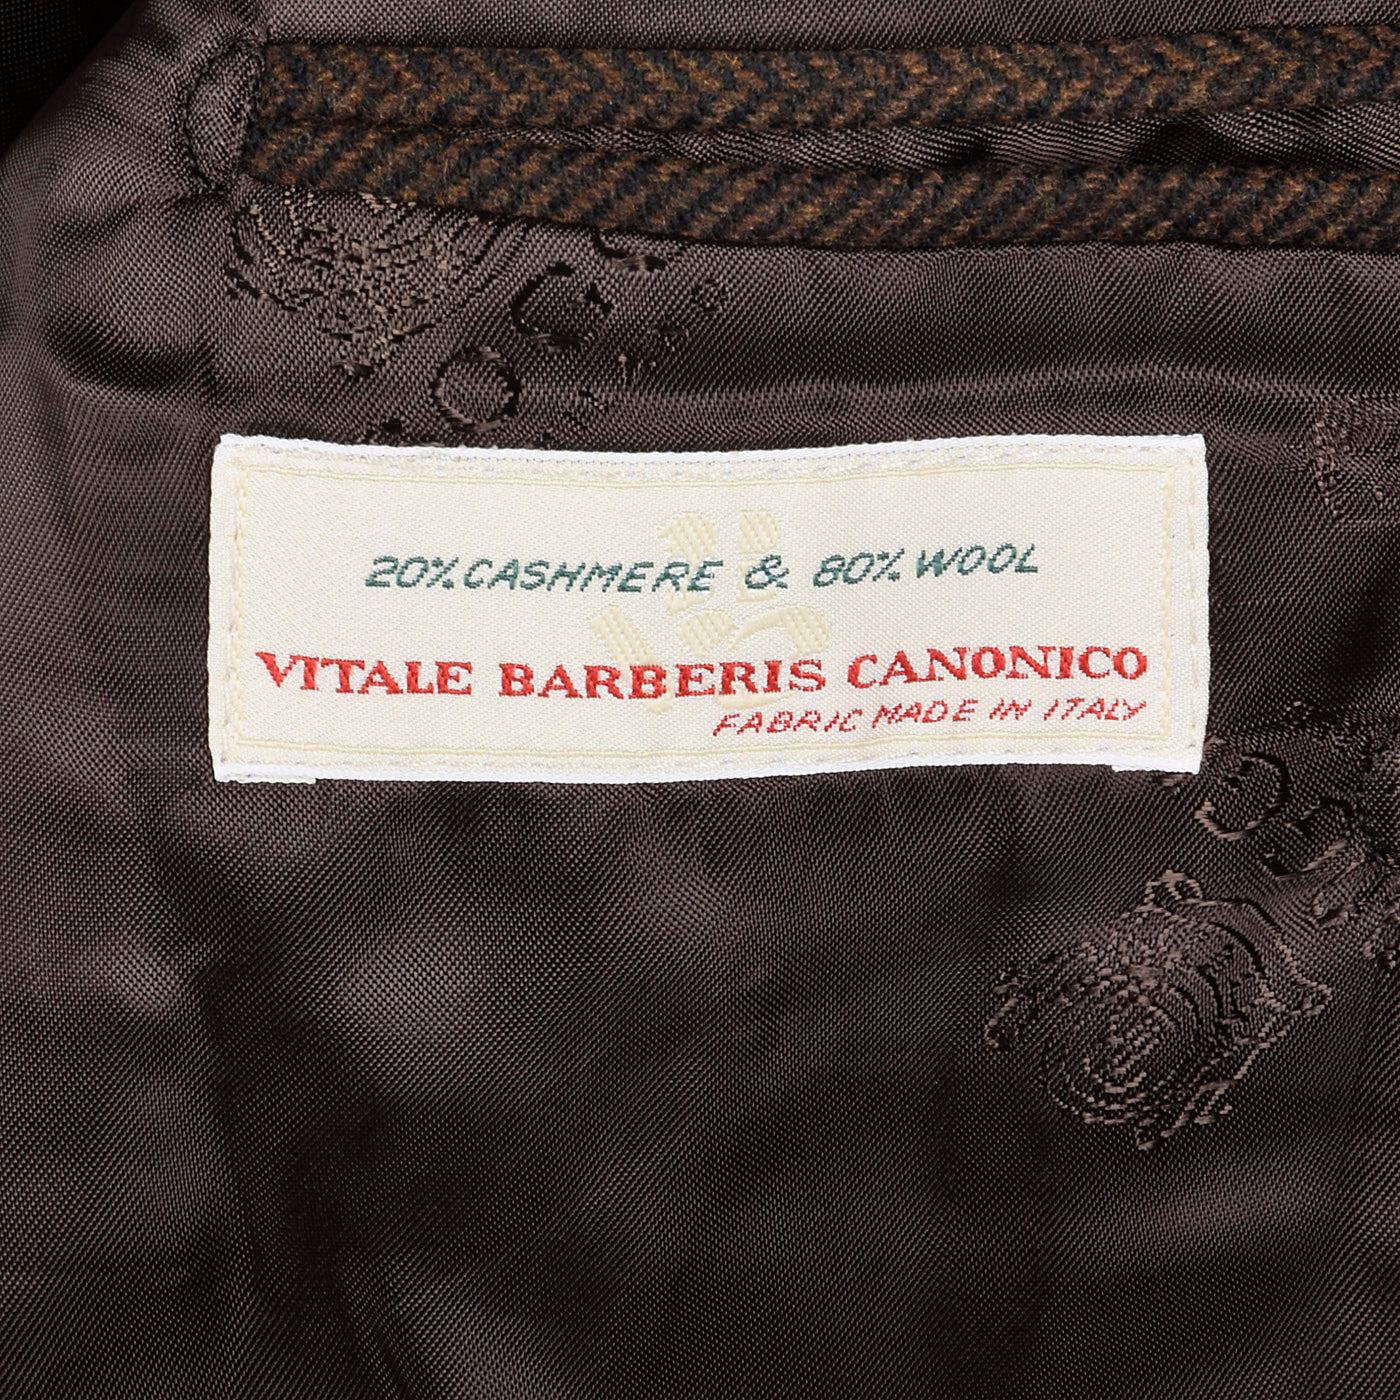 20% CASHMERE & 80% WOOL
VITALE BARBERIS CANONICO
FABRIC MADE IN ITALY